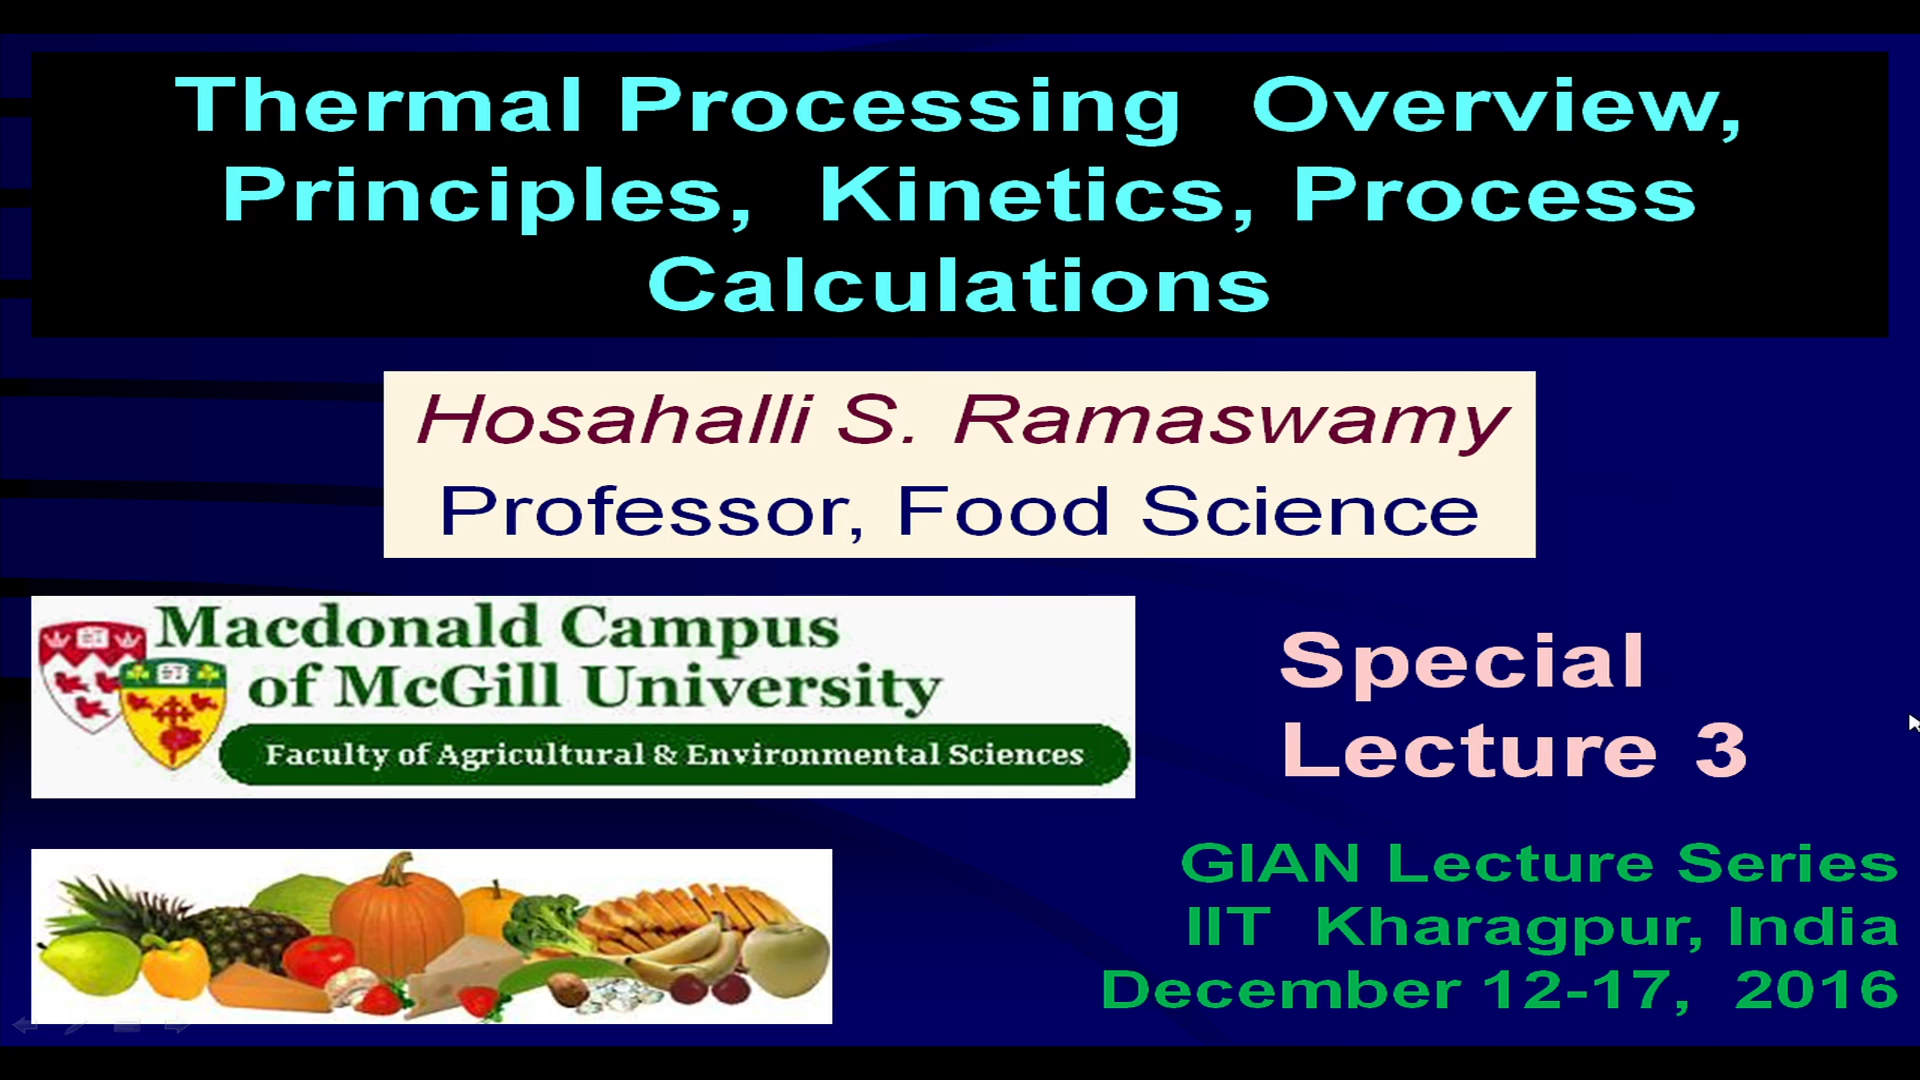 Thermal Processing Overview,
Principles, Kinetics, Process
Calculations
Hosahalli S. Ramaswamy
Professor, Food Science
Macdonald Campus
of McGill University
Faculty of Agricultural & Environmental Sciences
Special
Lecture 3
GIAN Lecture Series
IIT Kharagpur, India
December 12-17, 2016